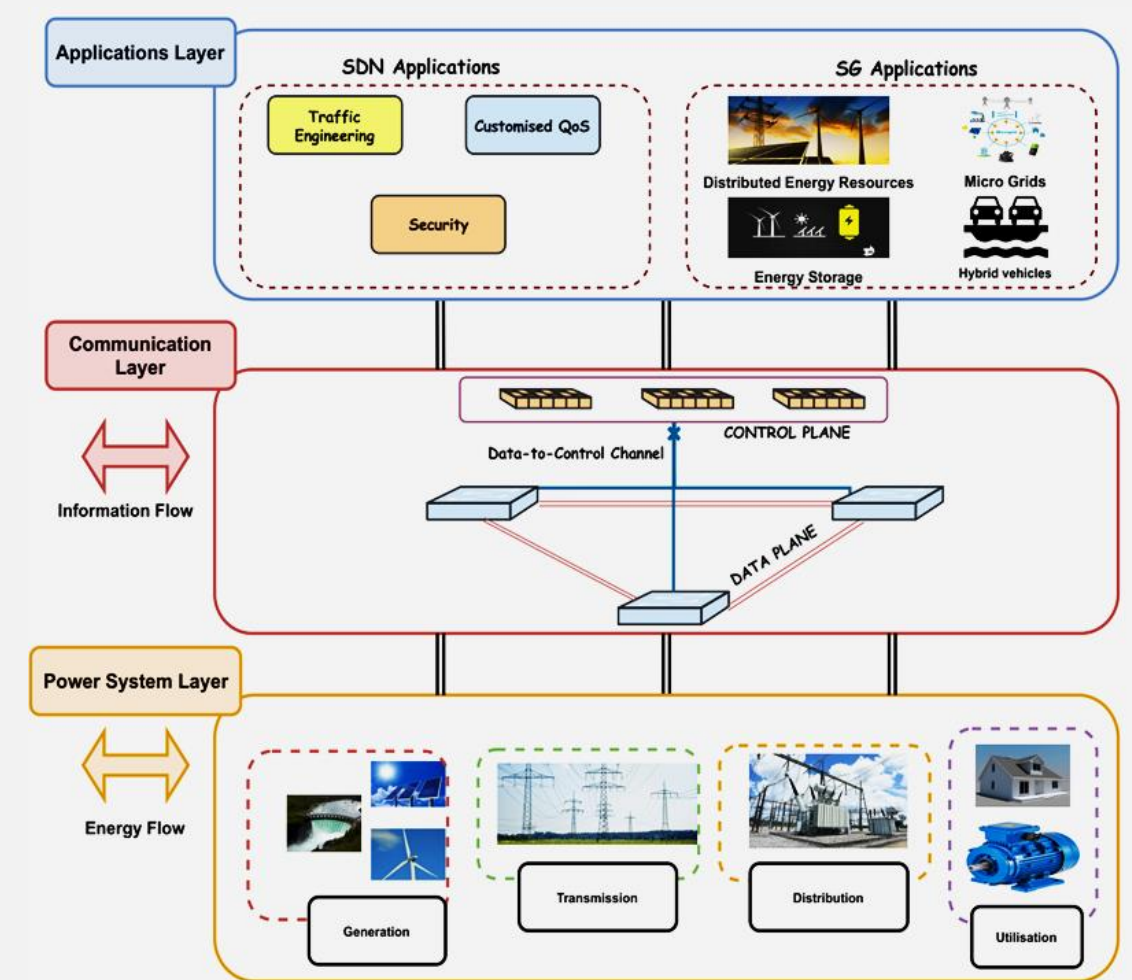 Applications Layer
SDN Applications
SG Applications
Traffic
Engineering
Customised QoS
Security
Distributed Energy Resources
Micro Grids
Energy Storage
Hybrid vehicles
Communication
Layer
CONTROL PLANE
Data-to-Control Channel
Information Flow
DATA PLANE
Power System Layer
Energy Flow
Generation
Transmission
Distribution
Utilisation